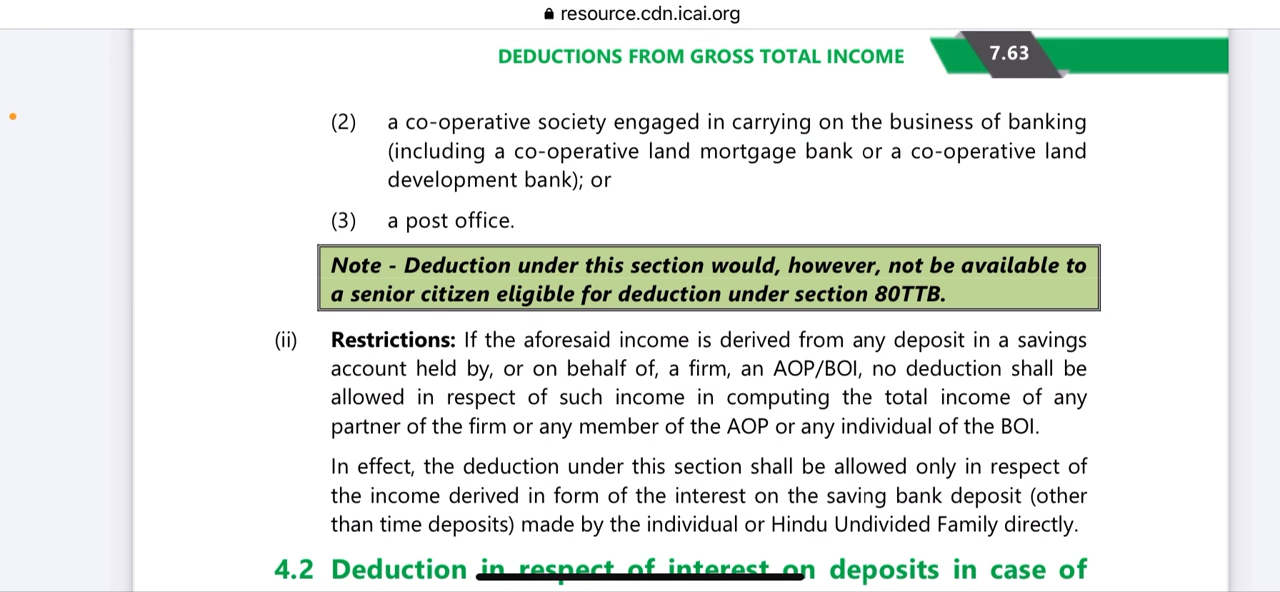 resource.cdn.icai.org
DEDUCTIONS FROM GROSS TOTAL INCOME 7.63
(2) a co-operative society engaged in carrying on the business of banking
(including a co-operative land mortgage bank or a co-operative land
development bank); or
(3) a post office.
Note - Deduction under this section would, however, not be available to
a senior citizen eligible for deduction under section 80TTB.
(ii) Restrictions: If the aforesaid income is derived from any deposit in a savings
account held by, or on behalf of, a firm, an AOP/BOI, no deduction shall be
allowed in respect of such income in computing the total income of any
partner of the firm or any member of the AOP or any individual of the BOI.
In effect, the deduction under this section shall be allowed only in respect of
the income derived in form of the interest on the saving bank deposit (other
than time deposits) made by the individual or Hindu Undivided Family directly.
4.2 Deduction in respect of interest on deposits in case of